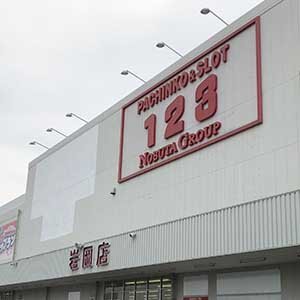 PACHINKO & SLOT
123
NOBUTA GROUP
岩岡店